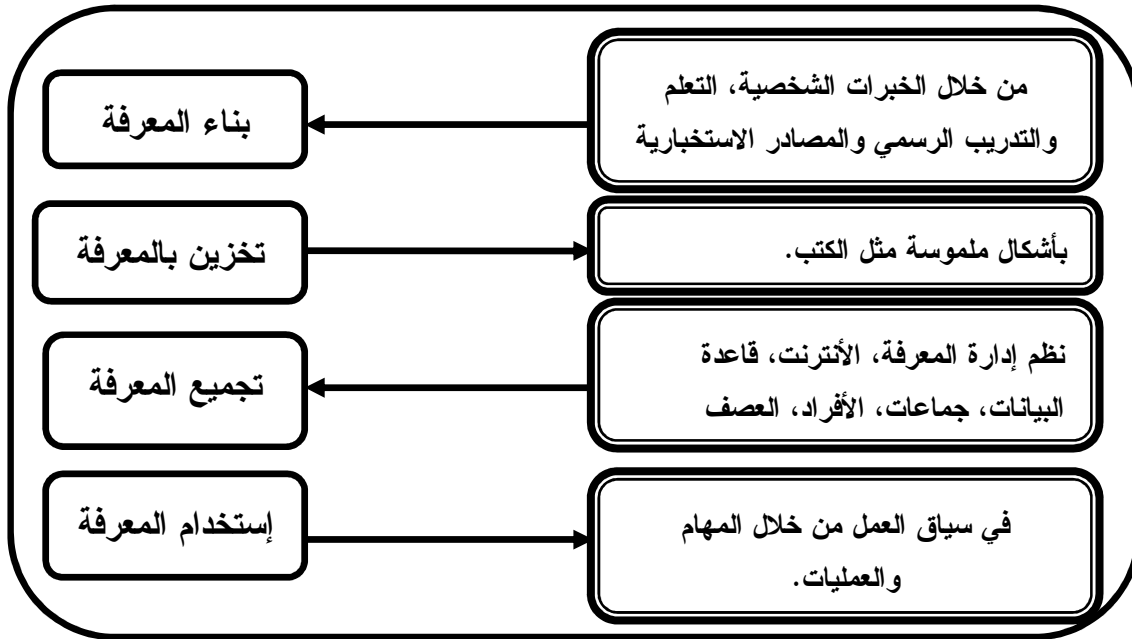 من خلال الخبرات الشخصية، التعلم
والتدريب الرسمي والمصادر الاستخبارية
بناء المعرفة
بأشكال ملموسة مثل الكتب.
تخزين بالمعرفة
نظم إدارة المعرفة، الأنترنت، قاعدة
البيانات، جماعات، الأفراد، العصف
تجميع المعرفة
في سياق العمل من خلال المهام
والعمليات.
إستخدام المعرفة